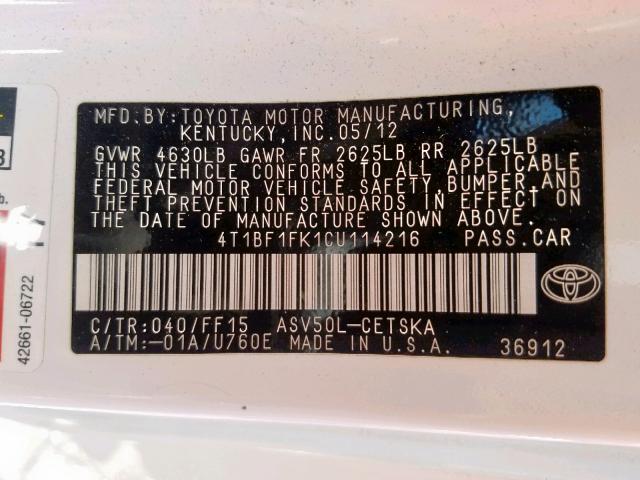 MFD.BY:TOYOTA MOTOR MANUFACTURING,
KENTUCKY, INC.05/12
GVWR 4630LB GAWR FR 2625LB RR 2625LB
THIS VEHICLE CONFORMS TO ALL APPLICABLE
FEDERAL MOTOR VEHICLE SAFETY, BUMPER, AND
THEFT PREVENTION STANDARDS IN EFFECT ON
THE DATE OF MANUFACTURE SHOWN ABOVE.
4T1BF1FK1CU114216 PASS.CAR
C/TR:040/FF15 ASV50L-CETSKA
A/TM:-01A/U760E MADE IN U.S.A. 36912
42661-06722